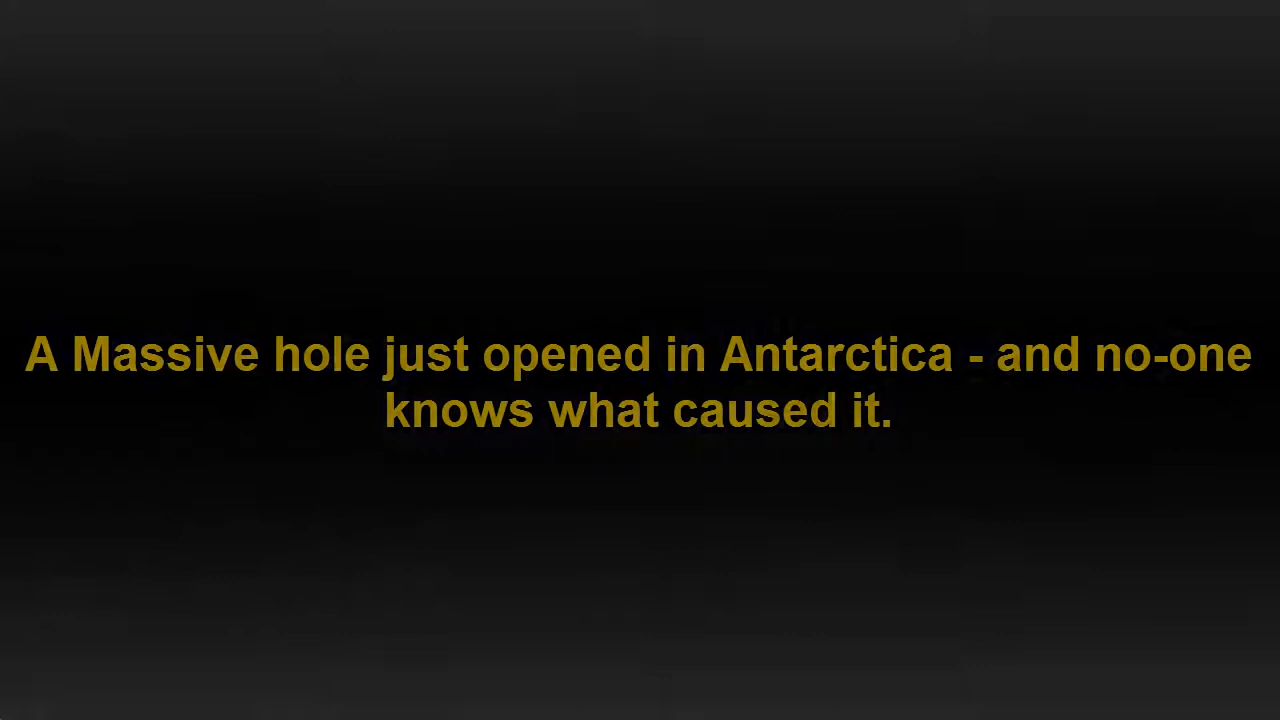 A Massive hole just opened in Antarctica - and no-one
knows what caused it.